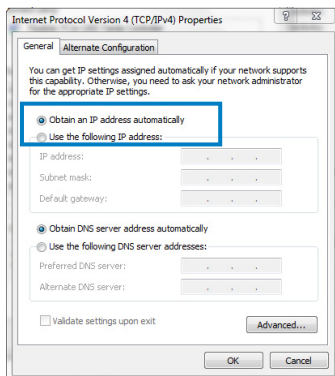 Internet Protocol Version 4 (TCP/IPv4) Properties
General
Alternate Configuration
You can get IP settings assigned automatically if your network supports
this capability. Otherwise, you need to ask your network administrator
for the appropriate IP settings.
Obtain an IP address automatically
Use the following IP address:
IP address:
Subnet mask:
Default gateway:
Obtain DNS server address automatically
Use the following DNS server addresses:
Preferred DNS server:
Alternate DNS server:
Validate settings upon exit
Advanced...
OK
Cancel